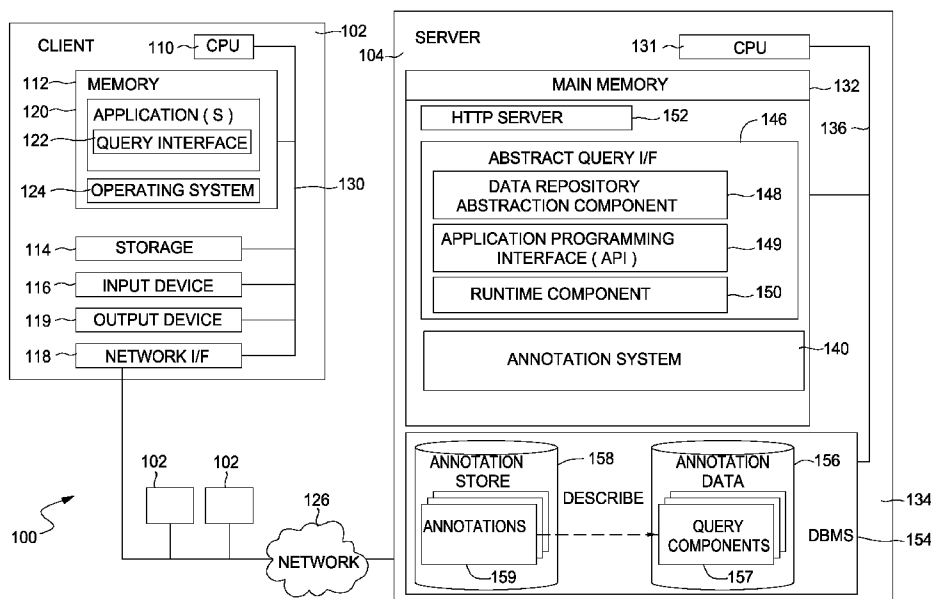 CLIENT
102
110
CPU
112
MEMORY
120
APPLICATION ( S )
122
QUERY INTERFACE
124
OPERATING SYSTEM
130
114
STORAGE
116
INPUT DEVICE
119
OUTPUT DEVICE
118
NETWORK I/F
102
102
100
126
NETWORK
104
SERVER
131
CPU
MAIN MEMORY
132
136
HTTP SERVER
152
146
ABSTRACT QUERY I/F
DATA REPOSITORY
ABSTRACTION COMPONENT
148
APPLICATION PROGRAMMING
INTERFACE ( API )
149
RUNTIME COMPONENT
150
ANNOTATION SYSTEM
140
ANNOTATION
STORE
158
DESCRIBE
ANNOTATION
DATA
156
ANNOTATIONS
159
QUERY
COMPONENTS
157
DBMS
134
154